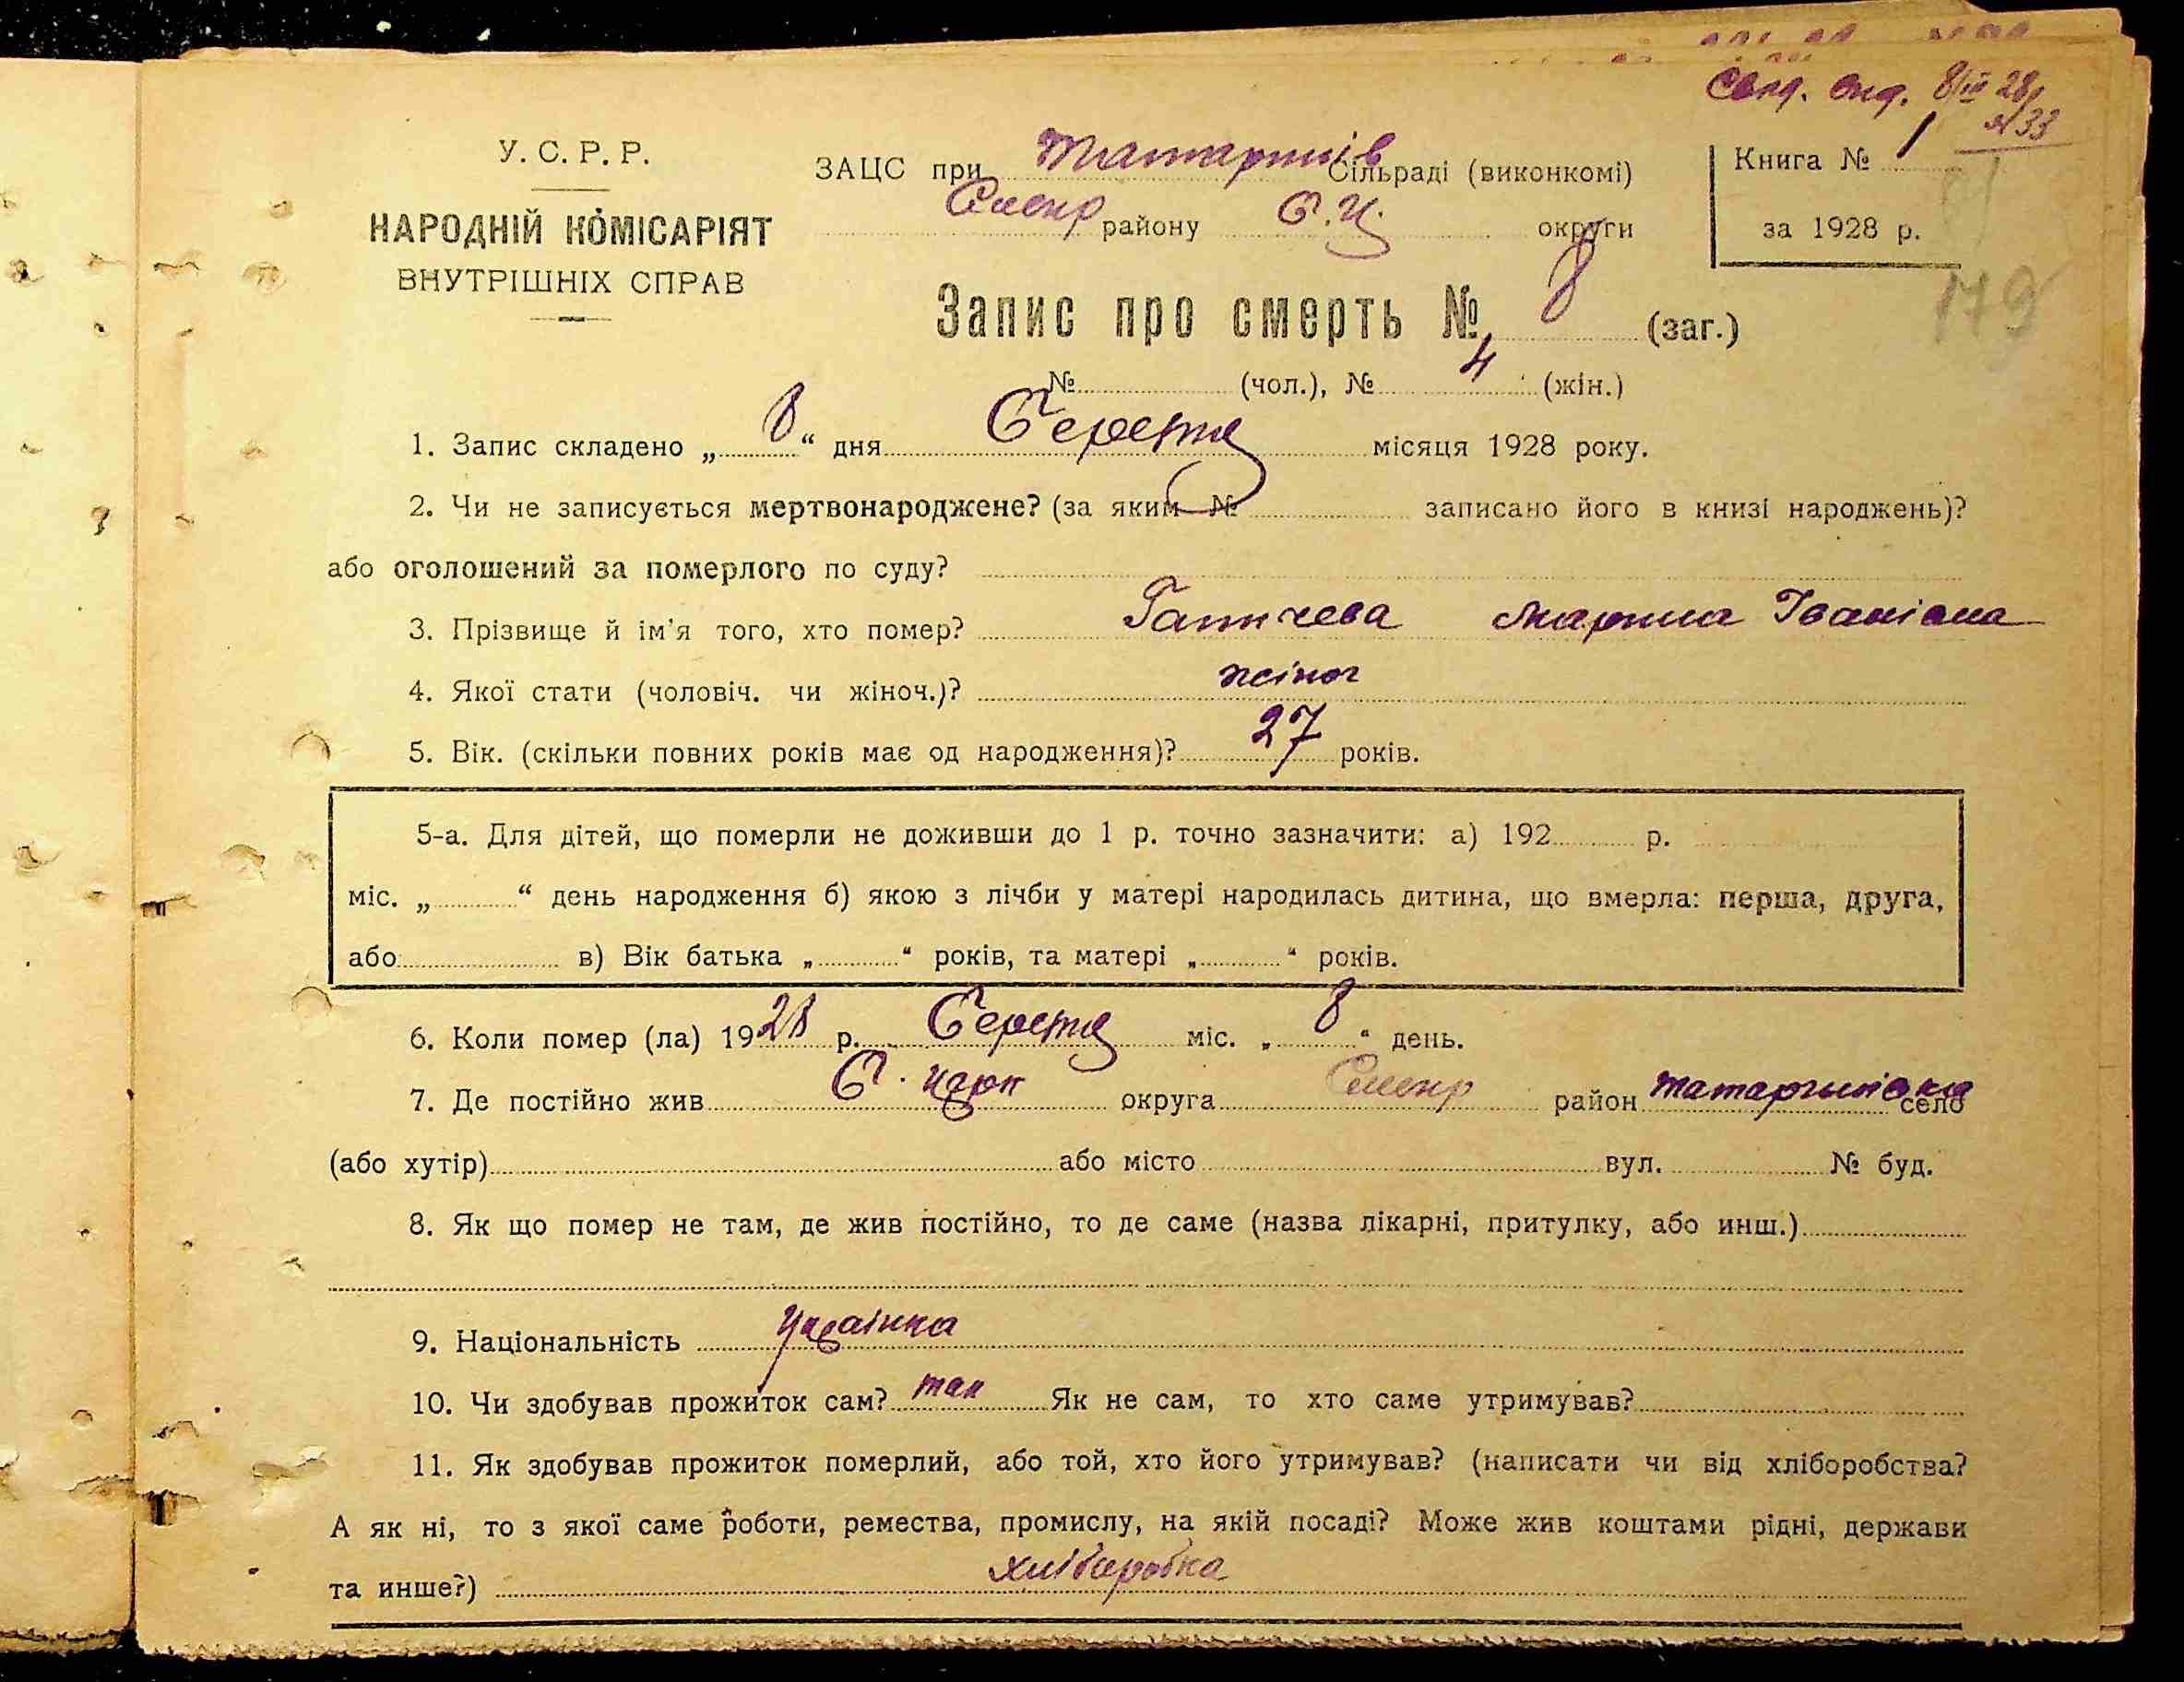 Свід. вид. 8/III 28
№ 33
У. С. Р. Р.
НАРОДНІЙ КОМІСАРІЯТ
ВНУТРІШНІХ СПРАВ
ЗАЦС при Татаринів Сільраді (виконкомі)
району Б.Ц. округи
Книга № 1
за 1928 р.
179
Запис про смерть № 8 (заг.)
№ (чол.), № 4 (жін.)
1. Запис складено „ 8 “ дня Березня місяця 1928 року.
2. Чи не записується мертвонароджене? (за яким № записано його в книзі народжень)?
або оголошений за померлого по суду?
3. Прізвище й ім'я того, хто помер? Марина Іванівна
4. Якої стати (чоловіч. чи жіноч.)? жіноч
5. Вік. (скільки повних років має од народження)? 27 років.
5-а. Для дітей, що померли не доживши до 1 р. точно зазначити: а) 192 р.
міс. „ “ день народження б) якою з лічби у матері народилась дитина, що вмерла: перша, друга,
або в) Вік батька „ “ років, та матері „ “ років.
6. Коли помер (ла) 1928 р. Березня міс. „ 8 “ день.
7. Де постійно жив Б. Церк округа район Татаринівка село
(або хутір) або місто вул. № буд.
8. Як що помер не там, де жив постійно, то де саме (назва лікарні, притулку, або инш.)
9. Національність Українка
10. Чи здобував прожиток сам? так Як не сам, то хто саме утримував?
11. Як здобував прожиток померлий, або той, хто його утримував? (написати чи від хліборобства?
А як ні, то з якої саме роботи, ремества, промислу, на якій посаді? Може жив коштами рідні, держави
та инше?) хліборобка